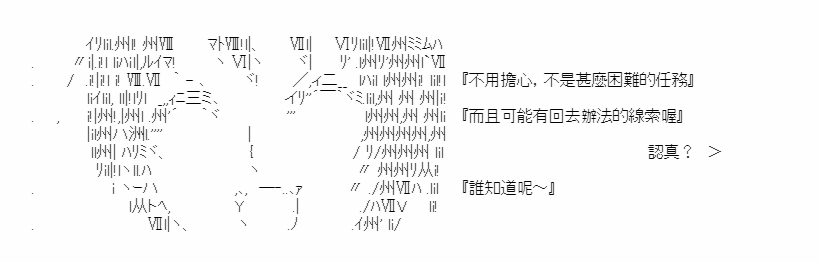 『不用擔心，不是甚麼困難的任務』
『而且可能有回去辦法的線索喔』
認真？ ＞
『誰知道呢～』